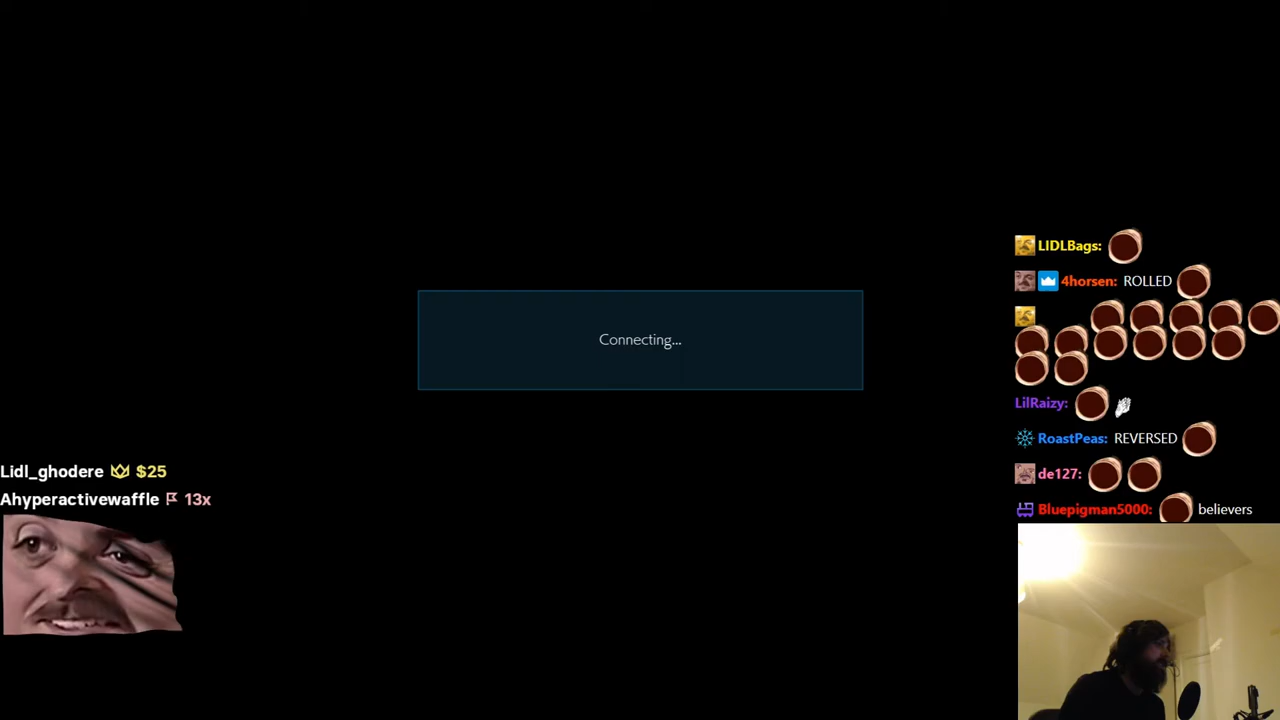 Connecting...
LIDLBags:
4horsen: ROLLED
LilRaizy:
RoastPeas: REVERSED
de127:
Bluepigman5000: believers
Lidl_ghodere $25
Ahyperactivewaffle 13x